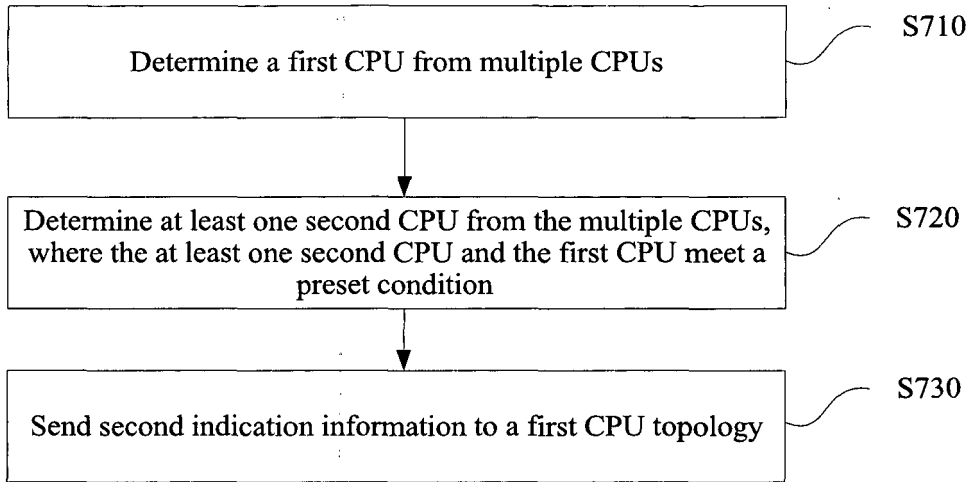 Determine a first CPU from multiple CPUs
S710
Determine at least one second CPU from the multiple CPUs,
where the at least one second CPU and the first CPU meet a
preset condition
S720
Send second indication information to a first CPU topology
S730